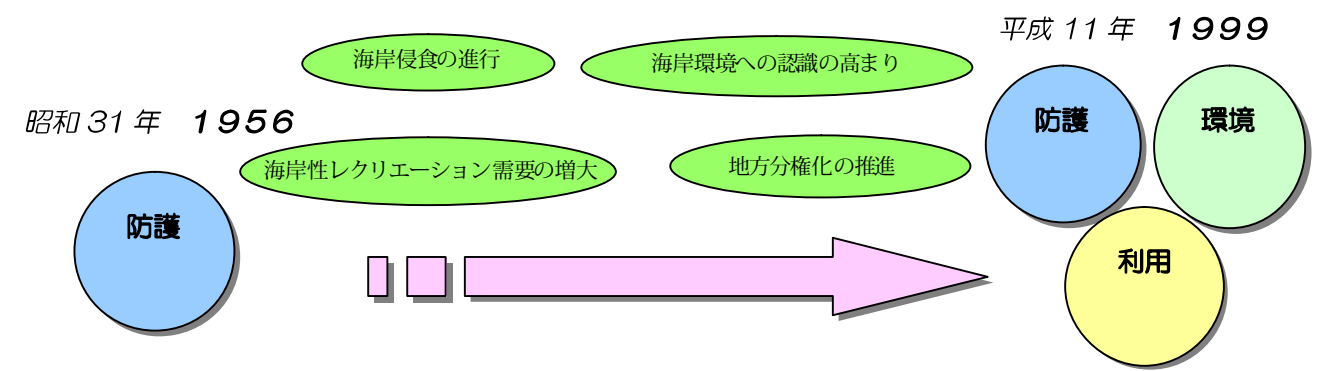 昭和 31 年 1956
防護
海岸侵食の進行
海岸環境への認識の高まり
海岸性レクリエーション需要の増大
地方分権化の推進
平成 11 年 1999
防護
環境
利用